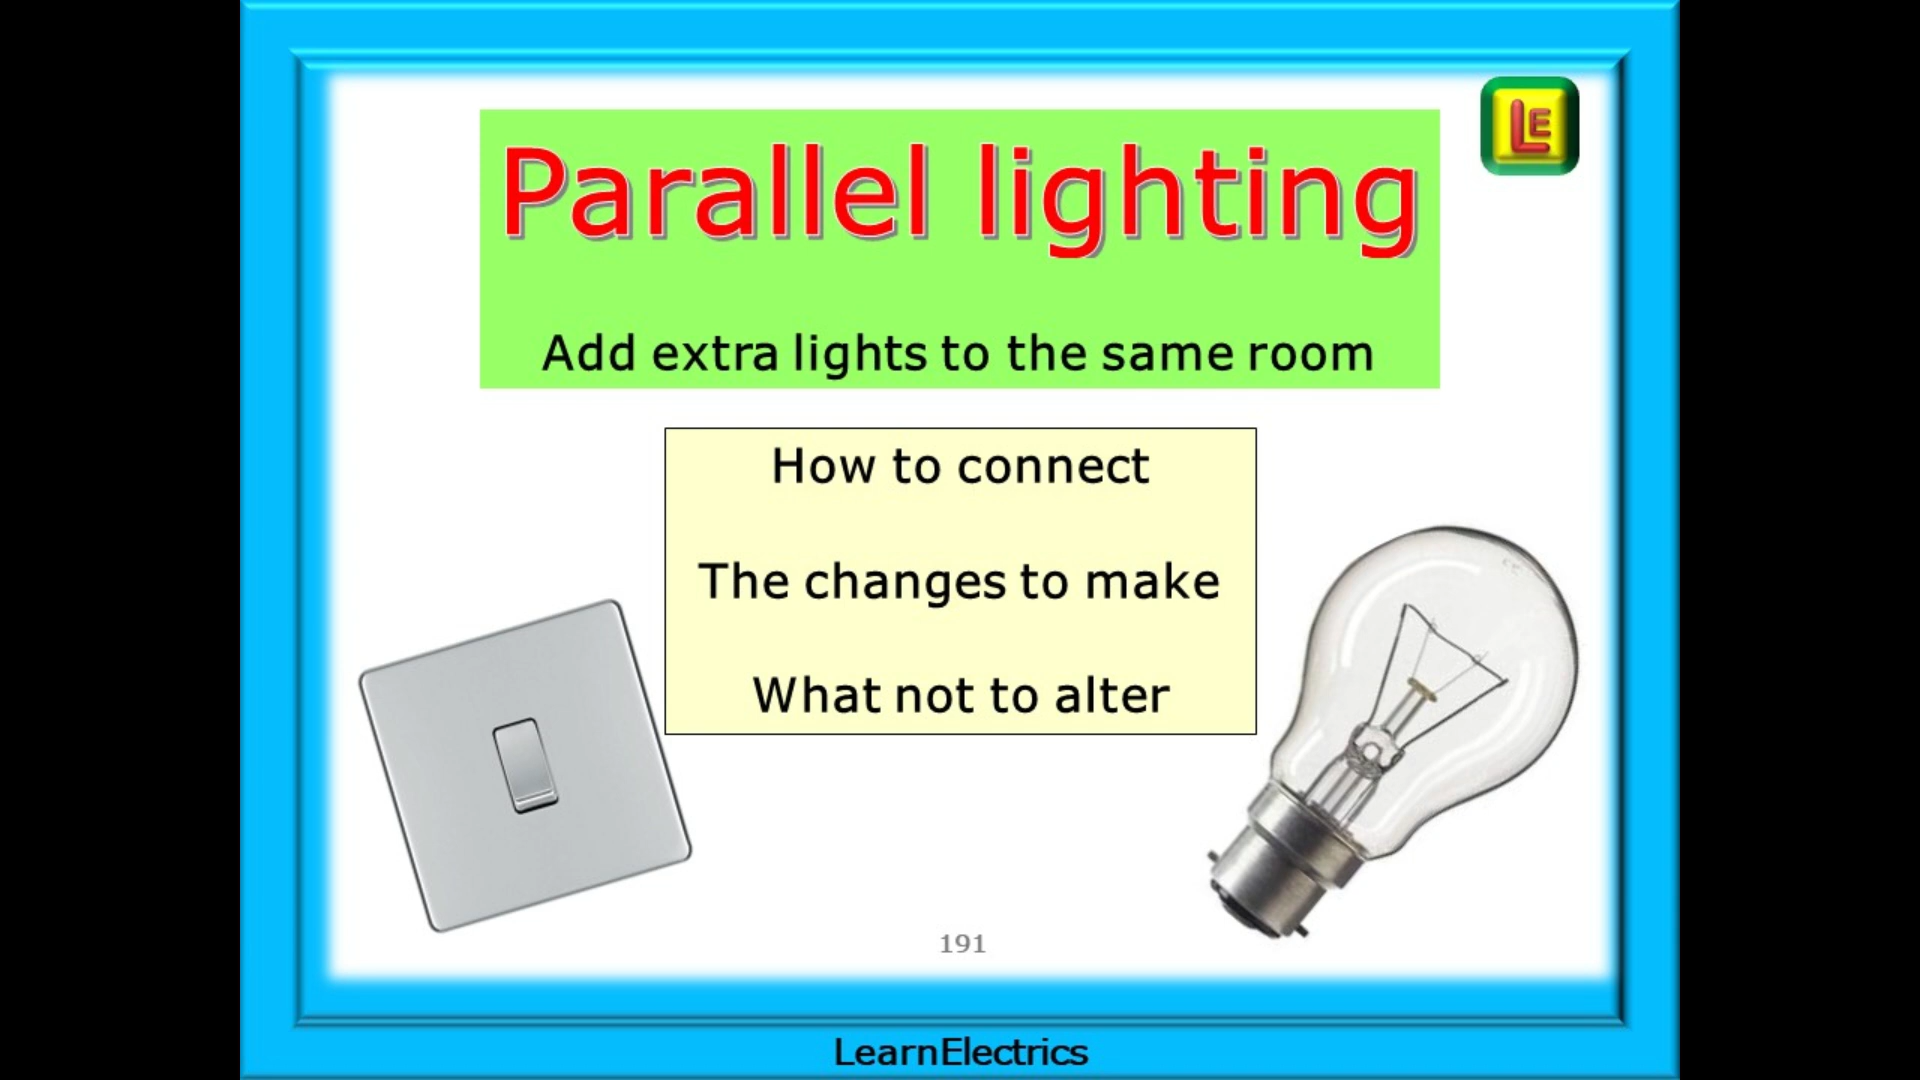 LE
Parallel lighting
Add extra lights to the same room
How to connect
The changes to make
What not to alter
191
LearnElectrics